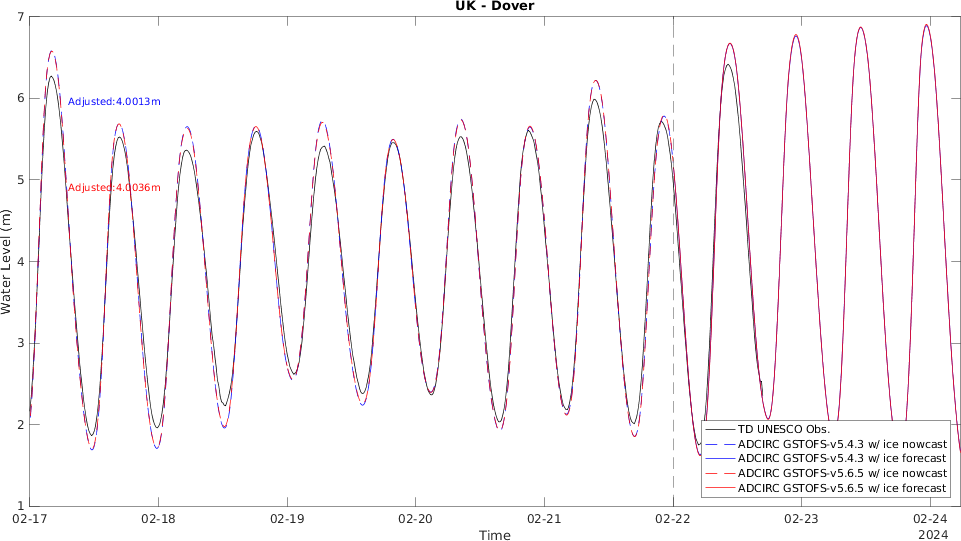 UK - Dover
7
6
5
4
3
2
1
Water Level (m)
Adjusted:4.0013m
Adjusted:4.0036m
TD UNESCO Obs.
ADCIRC GSTOFS-v5.4.3 w/ ice nowcast
ADCIRC GSTOFS-v5.4.3 w/ ice forecast
ADCIRC GSTOFS-v5.6.5 w/ ice nowcast
ADCIRC GSTOFS-v5.6.5 w/ ice forecast
02-17 02-18 02-19 02-20 02-21 02-22 02-23 02-24
Time
2024